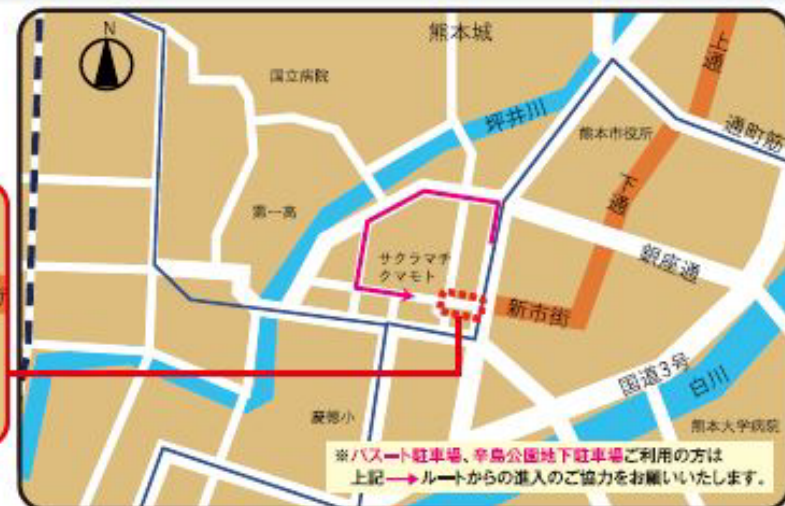 N
熊本城
国立病院
坪井川
上通
熊本市役所
通町筋
第一高
下通
サクラマチ
クマモト
銀座通
新市街
街
国道3号
白川
慶徳小
熊本大学病院
※パスート駐車場、辛島公園地下駐車場ご利用の方は
上記→ルートからの進入のご協力をお願いいたします。